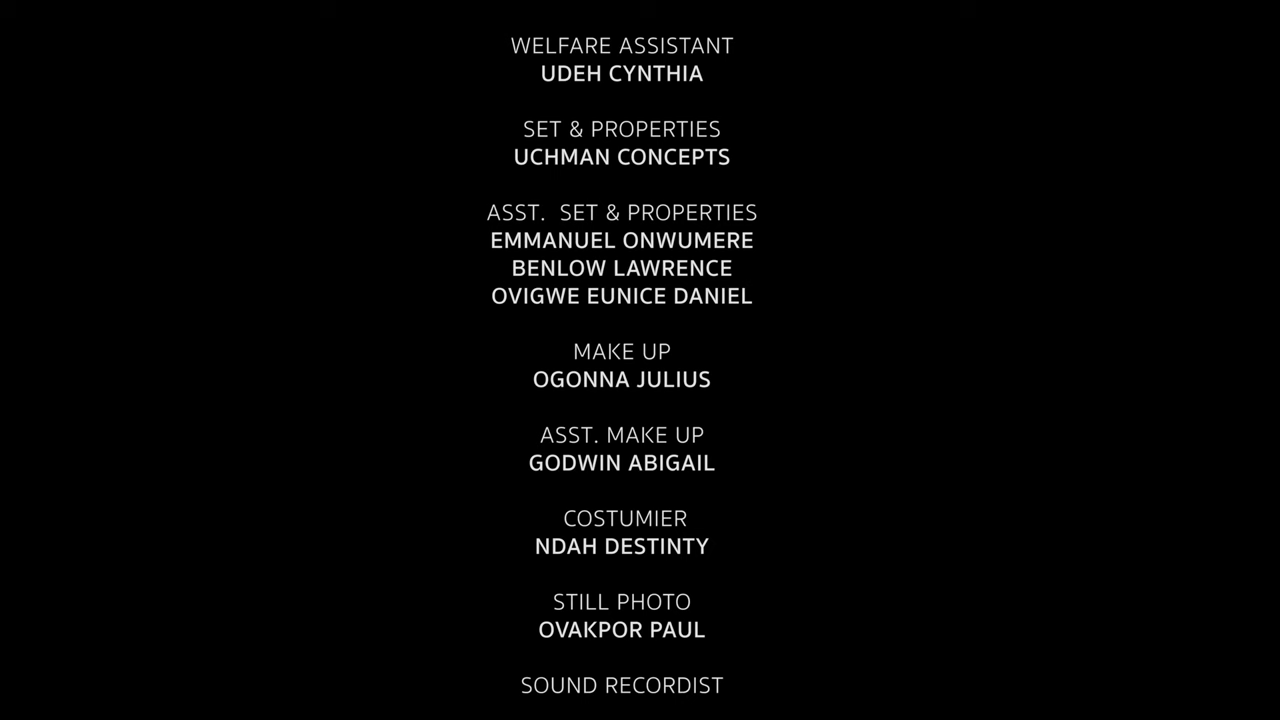 WELFARE ASSISTANT
UDEH CYNTHIA
SET & PROPERTIES
UCHMAN CONCEPTS
ASST.  SET & PROPERTIES
EMMANUEL ONWUMERE
BENLOW LAWRENCE
OVIGWE EUNICE DANIEL
MAKE UP
OGONNA JULIUS
ASST. MAKE UP
GODWIN ABIGAIL
COSTUMIER
NDAH DESTINTY
STILL PHOTO
OVAKPOR PAUL
SOUND RECORDIST